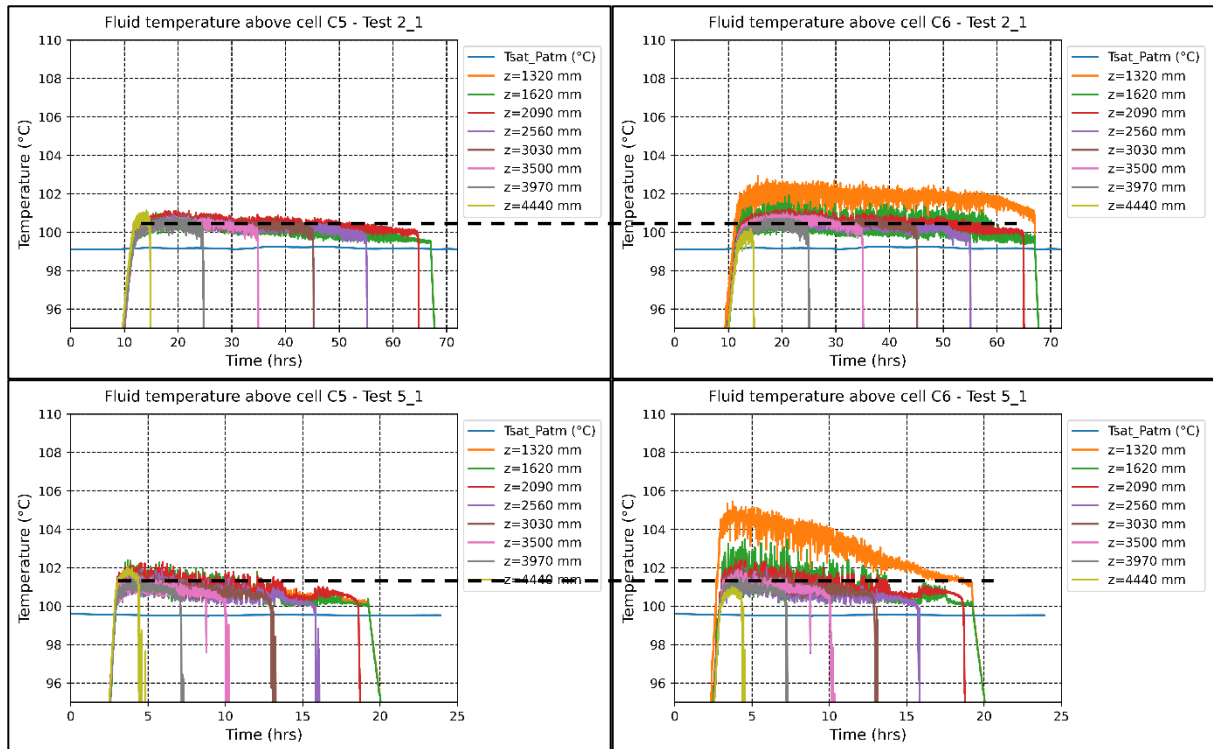 Fluid temperature above cell C5 - Test 2_1
110
108
106
104
102
100
98
96
Temperature (°C)
0 10 20 30 40 50 60 70
Time (hrs)
Tsat_Patm (°C)
z=1320 mm
z=1620 mm
z=2090 mm
z=2560 mm
z=3030 mm
z=3500 mm
z=3970 mm
z=4440 mm
Fluid temperature above cell C6 - Test 2_1
110
108
106
104
102
100
98
96
Temperature (°C)
0 10 20 30 40 50 60 70
Time (hrs)
Tsat_Patm (°C)
z=1320 mm
z=1620 mm
z=2090 mm
z=2560 mm
z=3030 mm
z=3500 mm
z=3970 mm
z=4440 mm
Fluid temperature above cell C5 - Test 5_1
110
108
106
104
102
100
98
96
Temperature (°C)
0 5 10 15 20 25
Time (hrs)
Tsat_Patm (°C)
z=1320 mm
z=1620 mm
z=2090 mm
z=2560 mm
z=3030 mm
z=3500 mm
z=3970 mm
z=4440 mm
Fluid temperature above cell C6 - Test 5_1
110
108
106
104
102
100
98
96
Temperature (°C)
0 5 10 15 20 25
Time (hrs)
Tsat_Patm (°C)
z=1320 mm
z=1620 mm
z=2090 mm
z=2560 mm
z=3030 mm
z=3500 mm
z=3970 mm
z=4440 mm